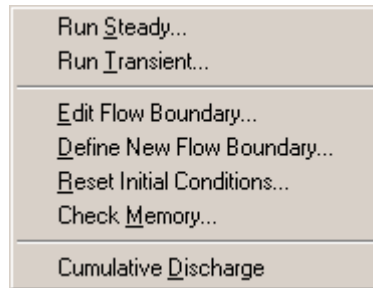 Run Steady...
Run Transient...
Edit Flow Boundary...
Define New Flow Boundary...
Reset Initial Conditions...
Check Memory...
Cumulative Discharge